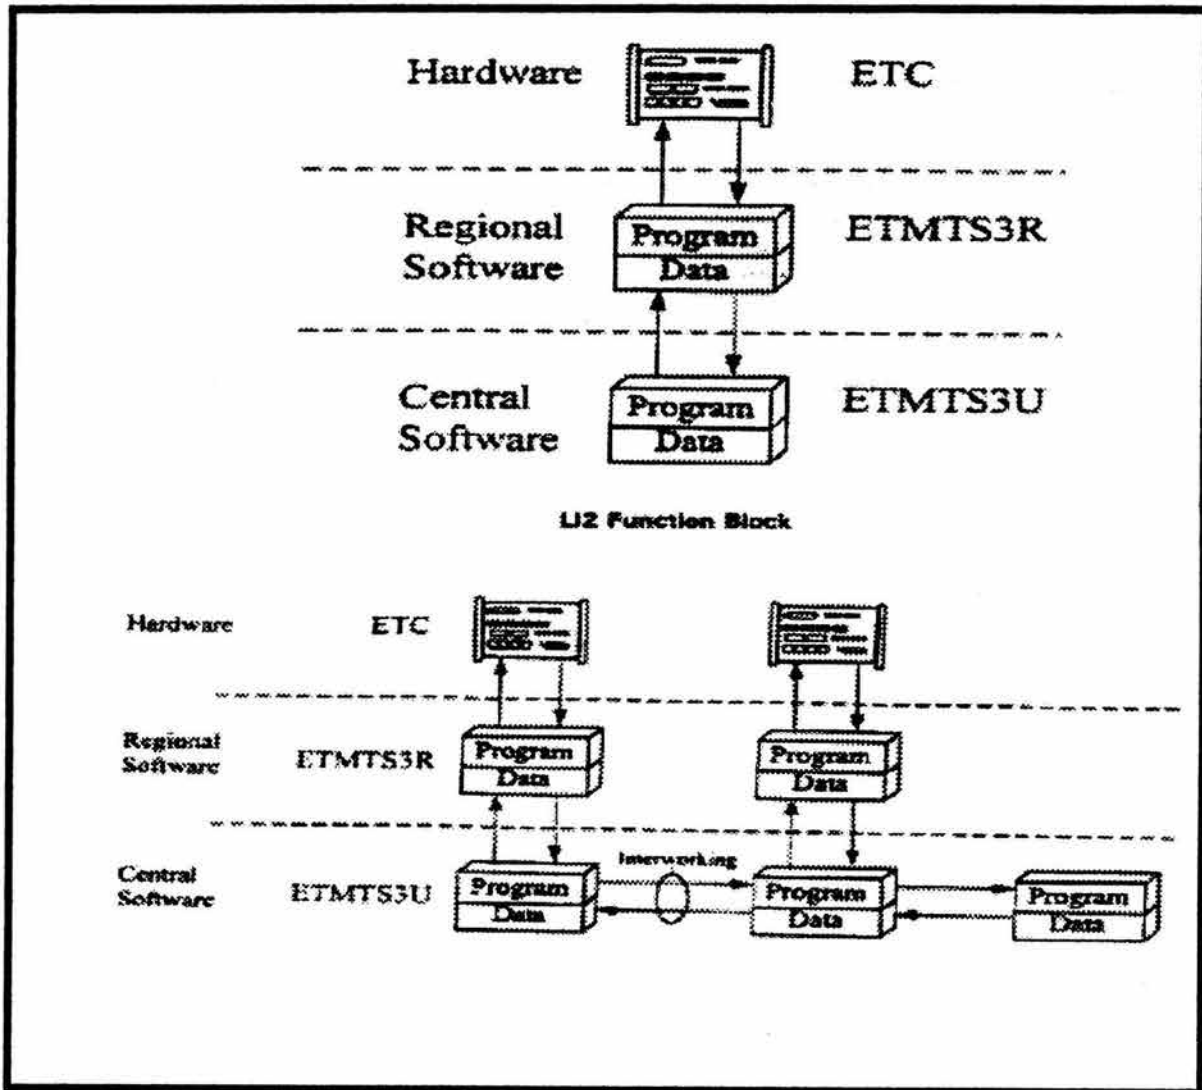 Hardware ETC
Regional Software ETMTS3R
Program
Data
Central Software ETMTS3U
Program
Data
LI2 Function Block
Hardware ETC
Regional Software ETMTS3R
Program
Data
Program
Data
Central Software ETMTS3U
Interworking
Program
Data
Program
Data
Program
Data